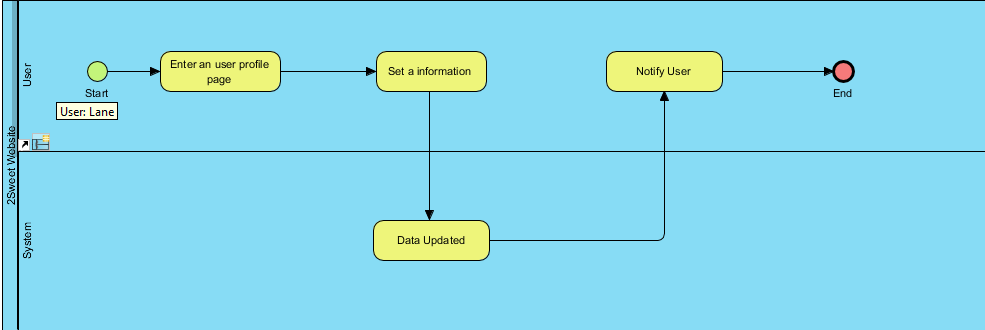 2Sweet Website
User
Start
User: Lane
Enter an user profile
page
Set a information
Notify User
End
System
Data Updated